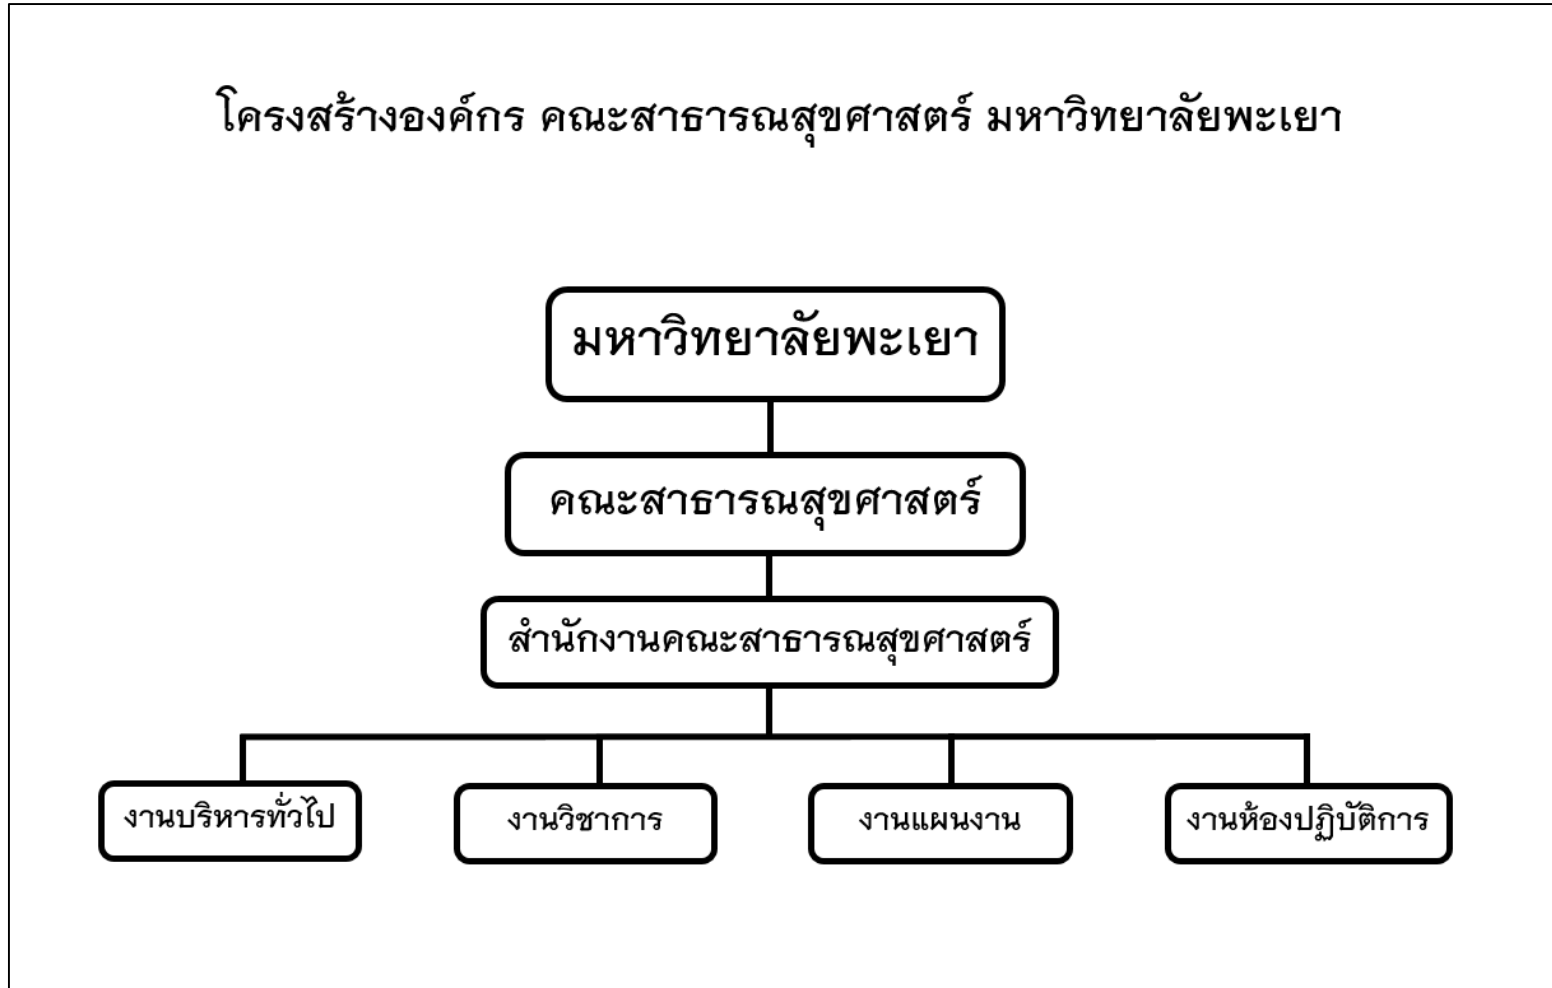 โครงสร้างองค์กร คณะสาธารณสุขศาสตร์ มหาวิทยาลัยพะเยา
มหาวิทยาลัยพะเยา
คณะสาธารณสุขศาสตร์
สำนักงานคณะสาธารณสุขศาสตร์
งานบริหารทั่วไป
งานวิชาการ
งานแผนงาน
งานห้องปฏิบัติการ